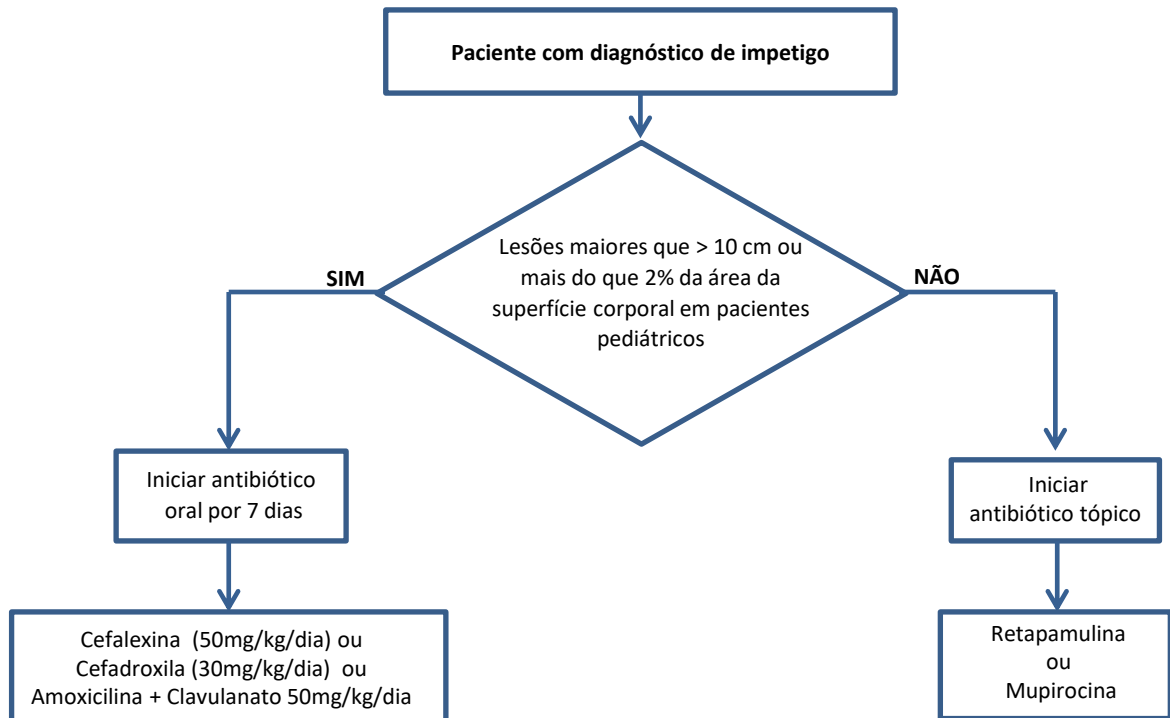 Paciente com diagnóstico de impetigo
Lesões maiores que > 10 cm ou
mais do que 2% da área da
superfície corporal em pacientes
pediátricos
SIM
NÃO
Iniciar antibiótico
oral por 7 dias
Iniciar
antibiótico tópico
Cefalexina (50mg/kg/dia) ou
Cefadroxila (30mg/kg/dia) ou
Amoxicilina + Clavulanato 50mg/kg/dia
Retapamulina
ou
Mupirocina